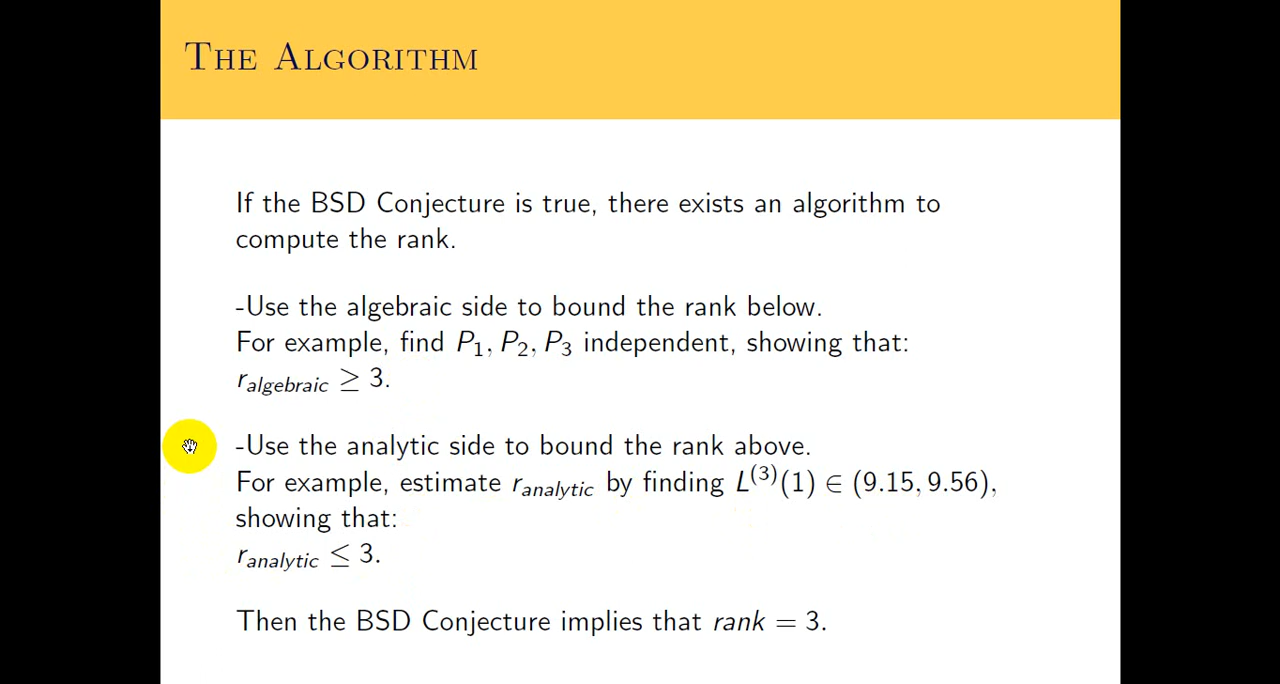 THE ALGORITHM
If the BSD Conjecture is true, there exists an algorithm to
compute the rank.
-Use the algebraic side to bound the rank below.
For example, find P₁, P₂, P₃ independent, showing that:
r_algebraic ≥ 3.
-Use the analytic side to bound the rank above.
For example, estimate r_analytic by finding L⁽³⁾(1) ∈ (9.15, 9.56),
showing that:
r_analytic ≤ 3.
Then the BSD Conjecture implies that rank = 3.